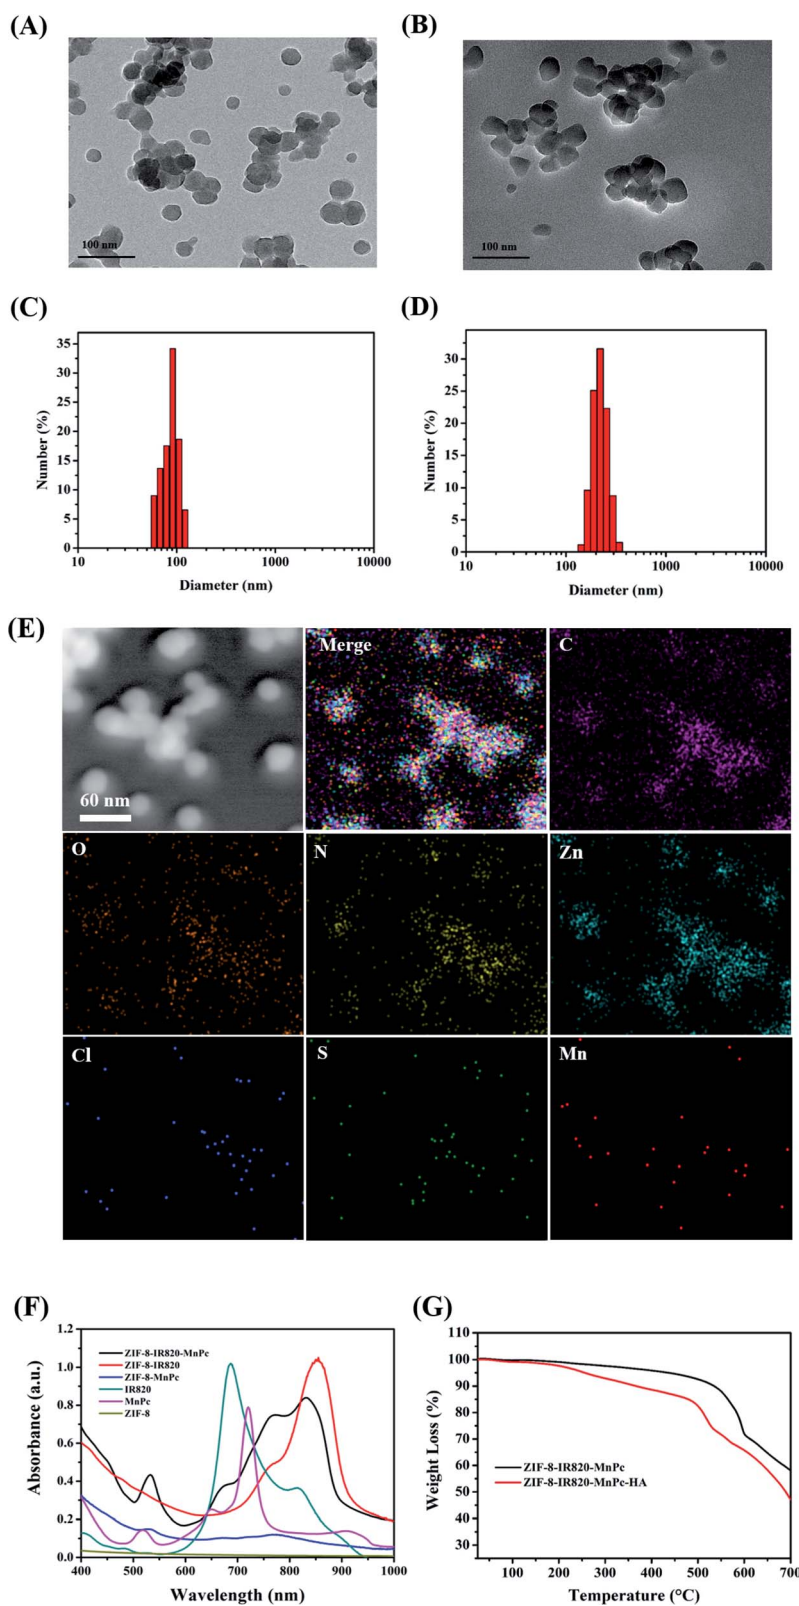 (A)
(B)
100 nm
100 nm
(C)
(D)
35
30
25
20
15
10
5
0
Number (%)
10
100
1000
10000
Diameter (nm)
30
25
20
15
10
5
0
Number (%)
10
100
1000
10000
Diameter (nm)
(E)
60 nm
Merge
C
O
N
Zn
Cl
S
Mn
(F)
(G)
1.2
1.0
0.8
0.6
0.4
0.2
0.0
Absorbance (a.u.)
ZIF-8-IR820-MnPc
ZIF-8-IR820
ZIF-8-MnPc
IR820
MnPc
ZIF-8
400
500
600
700
800
900
1000
Wavelength (nm)
110
100
90
80
70
60
50
40
30
Weight Loss (%)
ZIF-8-IR820-MnPc
ZIF-8-IR820-MnPc-HA
100
200
300
400
500
600
700
Temperature (°C)